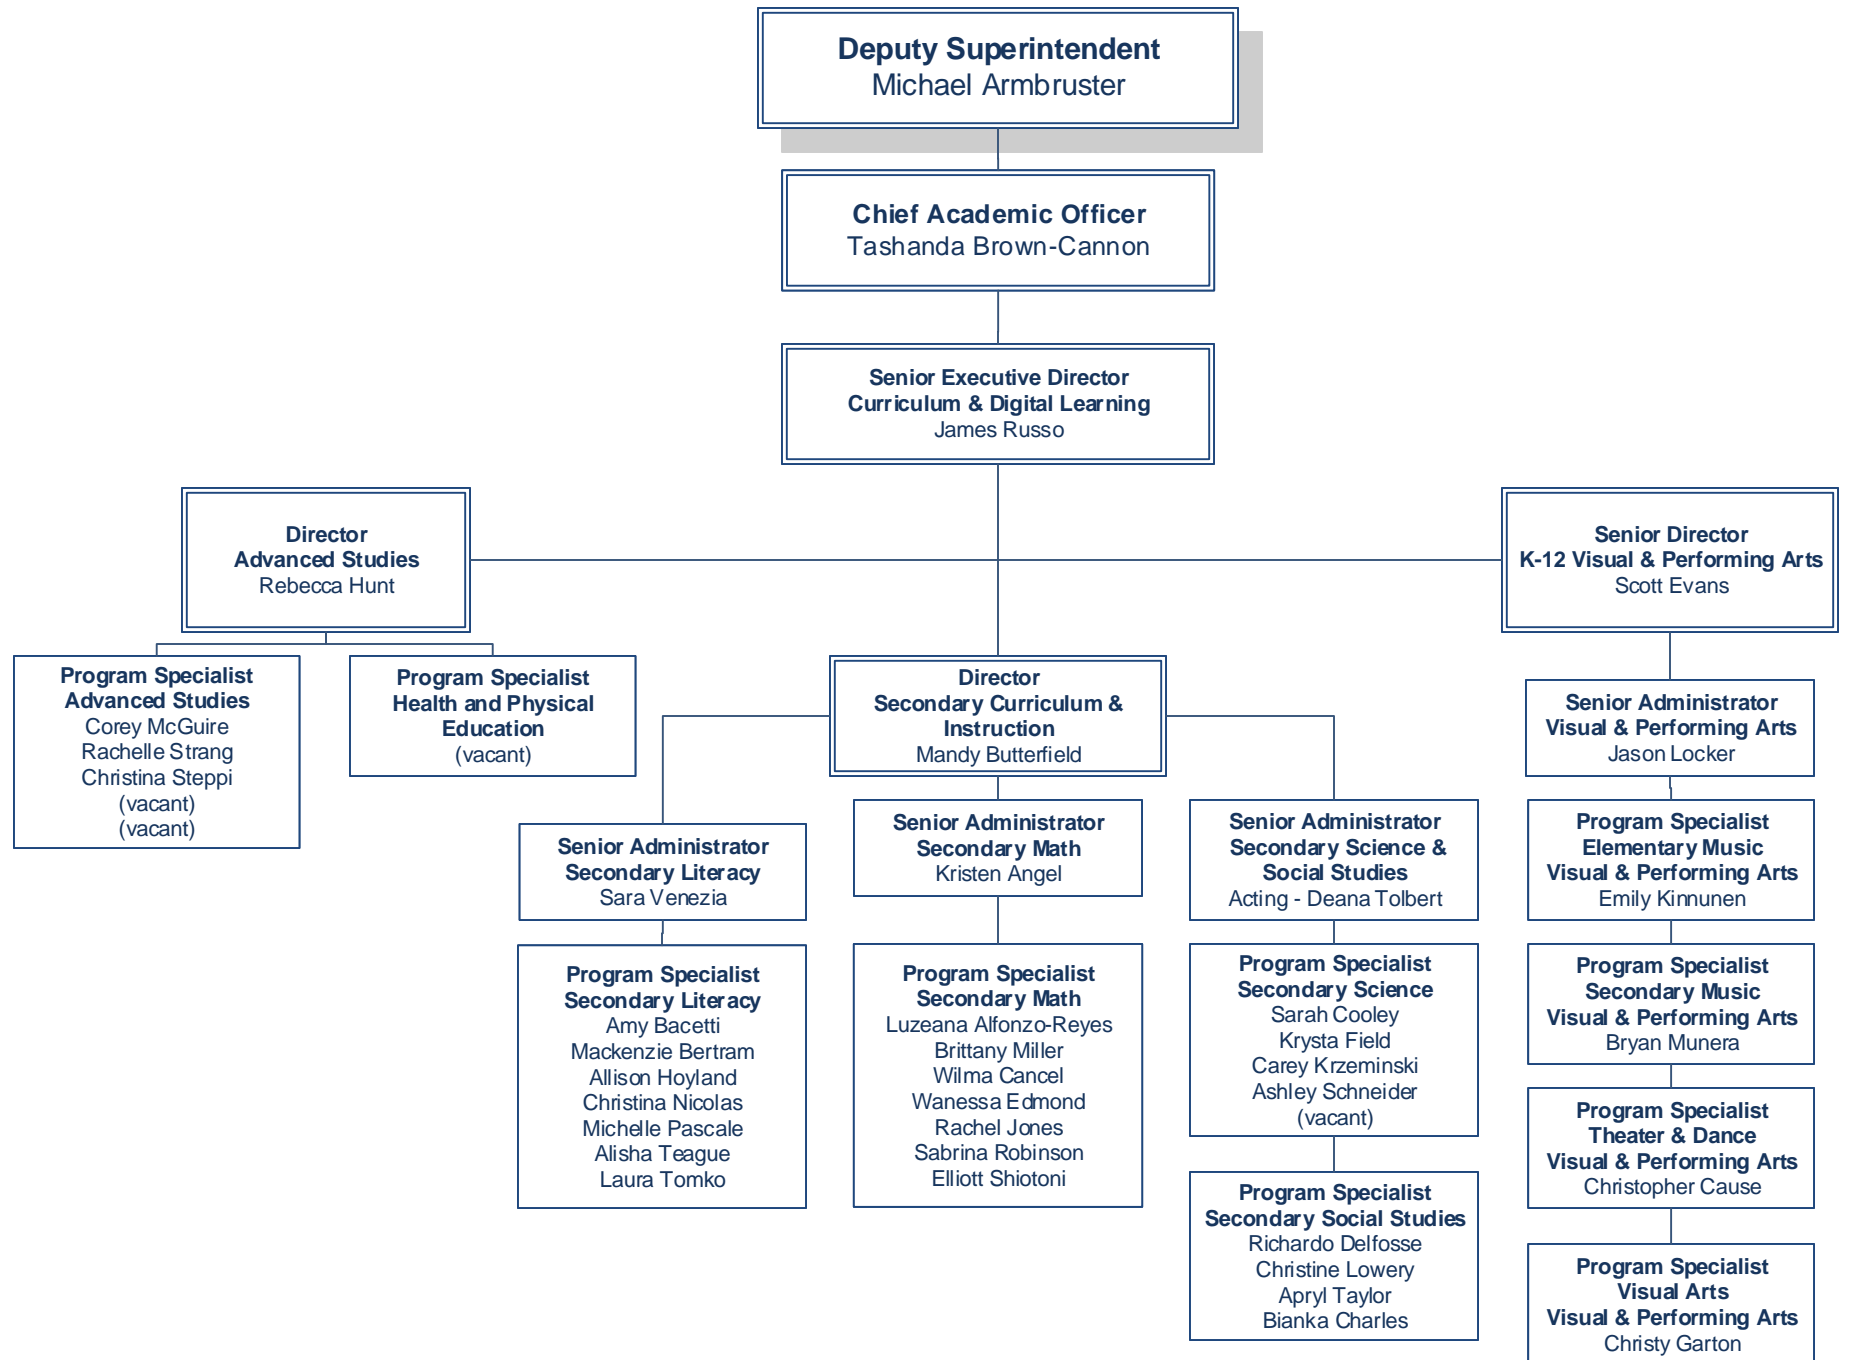 Deputy Superintendent
Michael Armbruster
Chief Academic Officer
Tashanda Brown-Cannon
Senior Executive Director
Curriculum & Digital Learning
James Russo
Director
Advanced Studies
Rebecca Hunt
Senior Director
K-12 Visual & Performing Arts
Scott Evans
Program Specialist
Advanced Studies
Corey McGuire
Rachelle Strang
Christina Steppi
(vacant)
(vacant)
Program Specialist
Health and Physical
Education
(vacant)
Director
Secondary Curriculum &
Instruction
Mandy Butterfield
Senior Administrator
Secondary Literacy
Sara Venezia
Program Specialist
Secondary Literacy
Amy Bacetti
Mackenzie Bertram
Allison Hoyland
Christina Nicolas
Michelle Pascale
Alisha Teague
Laura Tomko
Senior Administrator
Secondary Math
Kristen Angel
Program Specialist
Secondary Math
Luzeana Alfonzo-Reyes
Brittany Miller
Wilma Cancel
Wanessa Edmond
Rachel Jones
Sabrina Robinson
Elliott Shiotoni
Senior Administrator
Secondary Science &
Social Studies
Acting - Deana Tolbert
Program Specialist
Secondary Science
Sarah Cooley
Krysta Field
Carey Krzeminski
Ashley Schneider
(vacant)
Program Specialist
Secondary Social Studies
Richardo Delfosse
Christine Lowery
Apryl Taylor
Bianka Charles
Senior Administrator
Visual & Performing Arts
Jason Locker
Program Specialist
Elementary Music
Visual & Performing Arts
Emily Kinnunen
Program Specialist
Secondary Music
Visual & Performing Arts
Bryan Munera
Program Specialist
Theater & Dance
Visual & Performing Arts
Christopher Cause
Program Specialist
Visual Arts
Visual & Performing Arts
Christy Garton